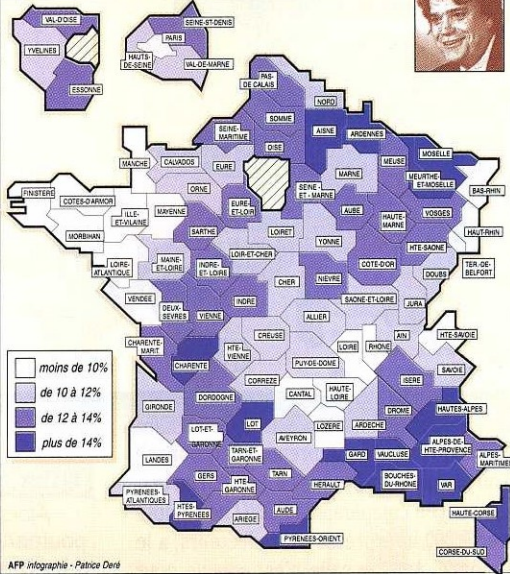 VAL-D'OISE
YVELINES
ESSONNE
SEINE-ST-DENIS
PARIS
HAUTS-
DE-SEINE
VAL-DE-MARNE
PAS-
DE CALAIS
NORD
SOMME
AISNE
ARDENNES
SEINE-
MARITIME
OISE
MANCHE
CALVADOS
EURE
MARNE
MEUSE
MOSELLE
MEURTHE-
ET-MOSELLE
BAS-RHIN
ORNE
SEINE -
ET - MARNE
FINISTERE
COTES-D'ARMOR
ILLE-
ET-VILAINE
MAYENNE
EURE-
ET-LOIR
AUBE
HAUTE-
MARNE
VOSGES
HAUT-RHIN
MORBIHAN
SARTHE
LOIRET
YONNE
HTE-SAONE
LOIRE-
ATLANTIQUE
MAINE-
ET-LOIRE
LOIR-ET-CHER
INDRE-
ET-LOIRE
COTE-D'OR
DOUBS
TER.-DE-
BELFORT
VENDEE
CHER
NIEVRE
SAONE-ET-LOIRE
JURA
DEUX-
SEVRES
VIENNE
INDRE
ALLIER
CHARENTE-
MARIT.
CREUSE
AIN
HTE-SAVOIE
HTE-
VIENNE
LOIRE
RHONE
CHARENTE
PUY-DE-DOME
SAVOIE
moins de 10%
de 10 à 12%
de 12 à 14%
plus de 14%
CORREZE
HAUTE-
LOIRE
ISERE
GIRONDE
DORDOGNE
CANTAL
DROME
HAUTES-ALPES
LOT
LOZERE
ARDECHE
LOT-ET-
GARONNE
AVEYRON
ALPES-DE-
HTE-PROVENCE
LANDES
TARN-ET-
GARONNE
GARD
VAUCLUSE
ALPES-
MARITIMES
GERS
HTE-
GARONNE
TARN
HERAULT
BOUCHES-
DU-RHONE
VAR
PYRENEES-
ATLANTIQUES
HTES-
PYRENEES
ARIEGE
AUDE
HAUTE-CORSE
PYRENEES-ORIENT
CORSE-DU-SUD
AFP infographie - Patrice Deré